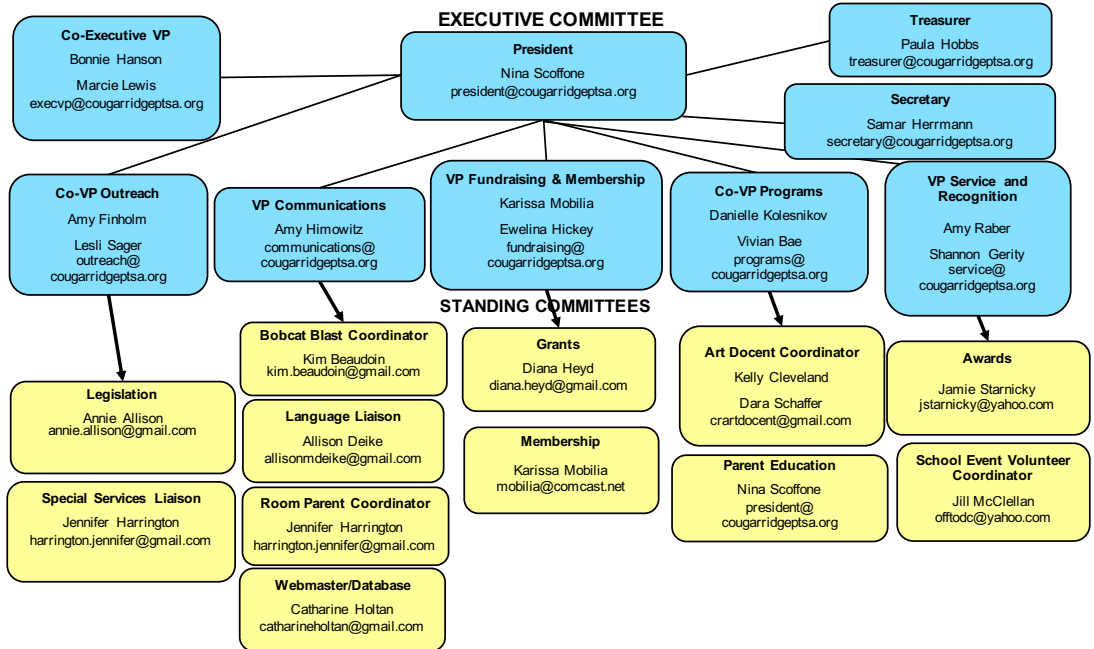 EXECUTIVE COMMITTEE
Co-Executive VP
Bonnie Hanson
Marcie Lewis
execvp@cougarridgeptsa.org
President
Nina Scoffone
president@cougarridgeptsa.org
Treasurer
Paula Hobbs
treasurer@cougarridgeptsa.org
Secretary
Samar Herrmann
secretary@cougarridgeptsa.org
Co-VP Outreach
Amy Finholm
Lesli Sager
outreach@
cougarridgeptsa.org
VP Communications
Amy Himowitz
communications@
cougarridgeptsa.org
VP Fundraising & Membership
Karissa Mobilia
Ewelina Hickey
fundraising@
cougarridgeptsa.org
Co-VP Programs
Danielle Kolesnikov
Vivian Bae
programs@
cougarridgeptsa.org
VP Service and
Recognition
Amy Raber
Shannon Gerity
service@
cougarridgeptsa.org
STANDING COMMITTEES
Legislation
Annie Allison
annie.allison@gmail.com
Special Services Liaison
Jennifer Harrington
harrington.jennifer@gmail.com
Bobcat Blast Coordinator
Kim Beaudoin
kim.beaudoin@gmail.com
Language Liaison
Allison Deike
allisonmdeike@gmail.com
Room Parent Coordinator
Jennifer Harrington
harrington.jennifer@gmail.com
Webmaster/Database
Catharine Holtan
catharineholtan@gmail.com
Grants
Diana Heyd
diana.heyd@gmail.com
Membership
Karissa Mobilia
mobilia@comcast.net
Art Docent Coordinator
Kelly Cleveland
Dara Schaffer
crartdocent@gmail.com
Parent Education
Nina Scoffone
president@
cougarridgeptsa.org
Awards
Jamie Starnicky
jstarnicky@yahoo.com
School Event Volunteer
Coordinator
Jill McClellan
offtodc@yahoo.com